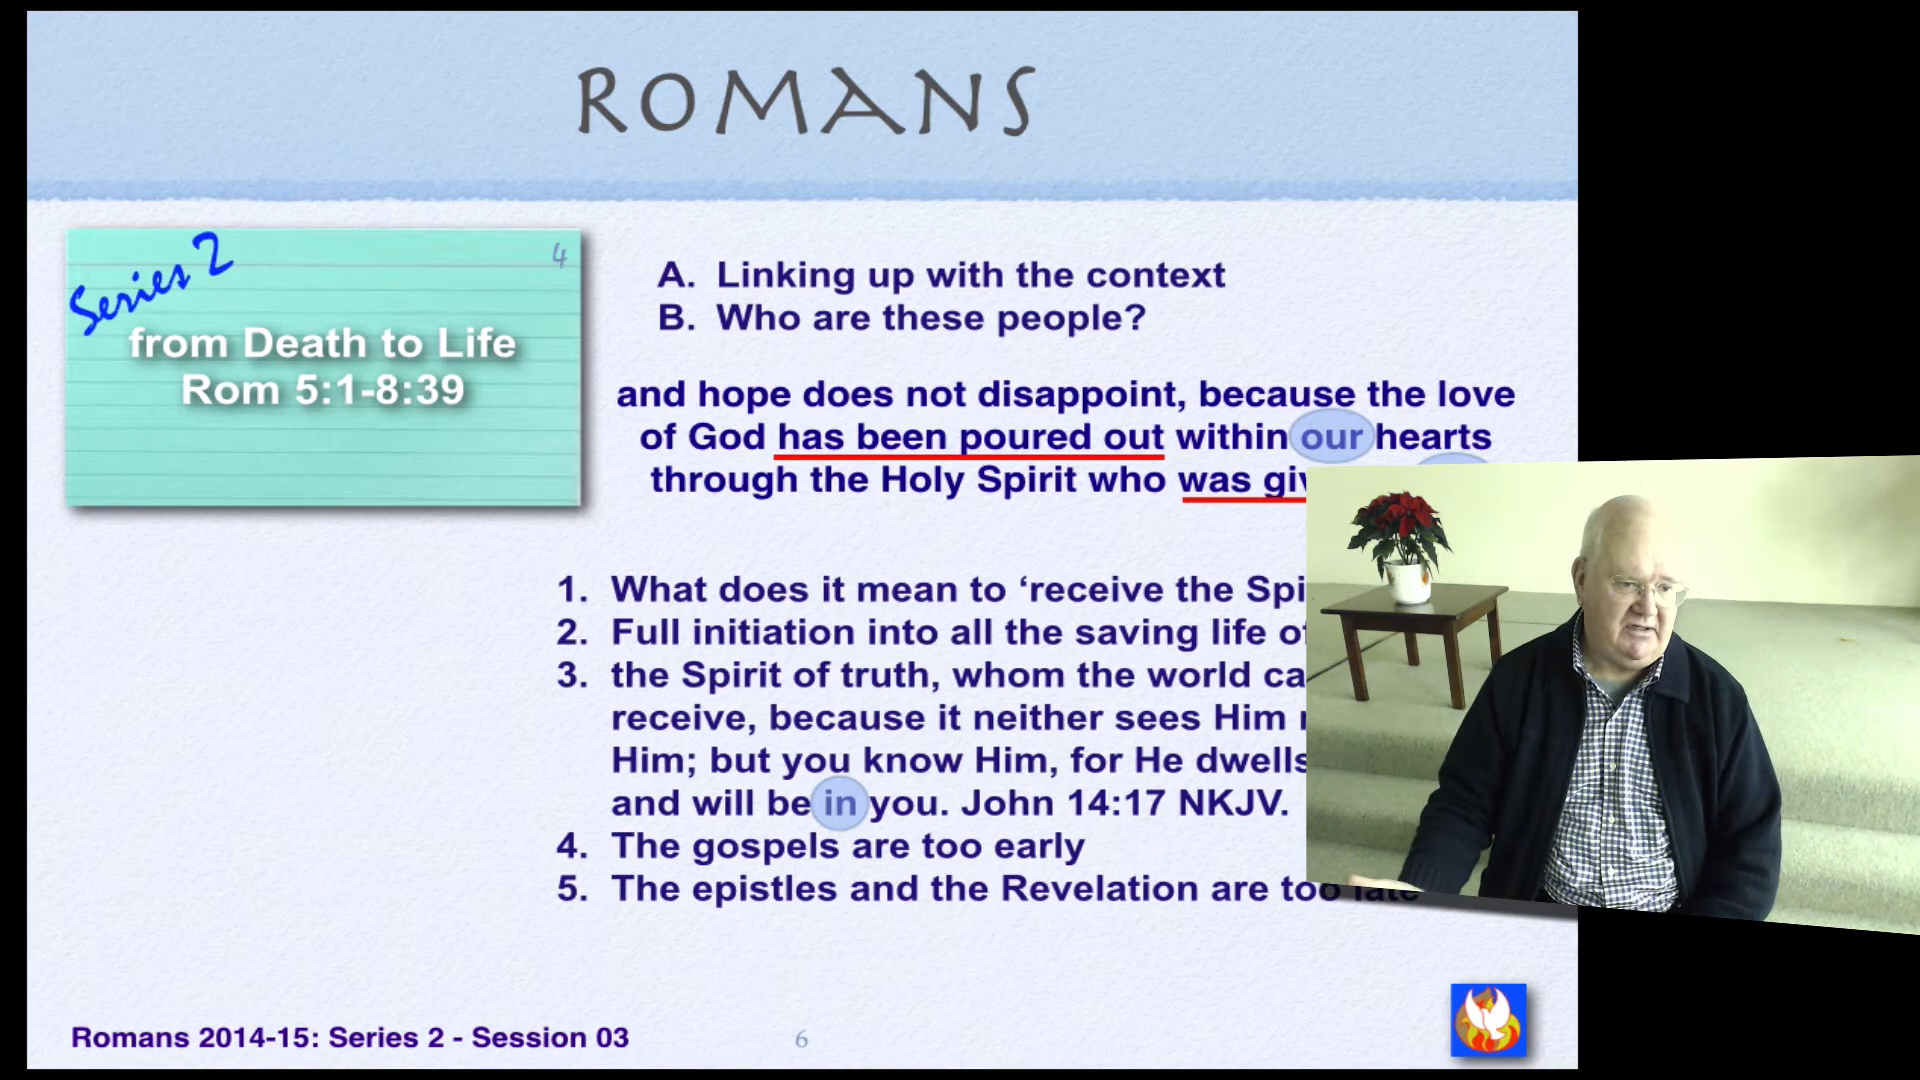 ROMANS
Series 2
4
from Death to Life
Rom 5:1-8:39
A. Linking up with the context
B. Who are these people?
and hope does not disappoint, because the love
of God has been poured out within our hearts
through the Holy Spirit who was
1. What does it mean to ‘receive the
2. Full initiation into all the saving life
3. the Spirit of truth, whom the world
receive, because it neither sees Him
Him; but you know Him, for He dwells
and will be in you. John 14:17 NKJV.
4. The gospels are too early
5. The epistles and the Revelation are too late
Romans 2014-15: Series 2 - Session 03
6